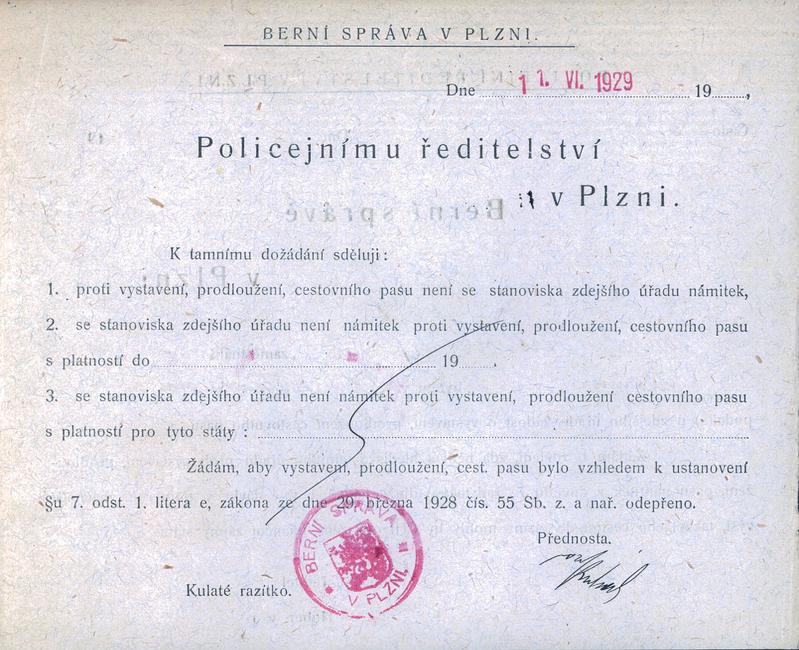 BERNÍ SPRÁVA V PLZNI.
Dne 11. VI. 1929 19 ,
Policejnímu ředitelství
v Plzni.
K tamnímu dožádání sděluji:
1. proti vystavení, prodloužení, cestovního pasu není se stanoviska zdejšího úřadu námitek,
2. se stanoviska zdejšího úřadu není námitek proti vystavení, prodloužení, cestovního pasu
s platností do 19 .
3. se stanoviska zdejšího úřadu není námitek proti vystavení, prodloužení cestovního pasu
s platností pro tyto státy :
Žádám, aby vystavení, prodloužení, cest. pasu bylo vzhledem k ustanovení
§u 7. odst. 1. litera e, zákona ze dne 29. března 1928 čís. 55 Sb. z. a nař. odepřeno.
Přednosta.
BERNÍ SPRÁVA
V PLZNI.
Kulaté razítko.